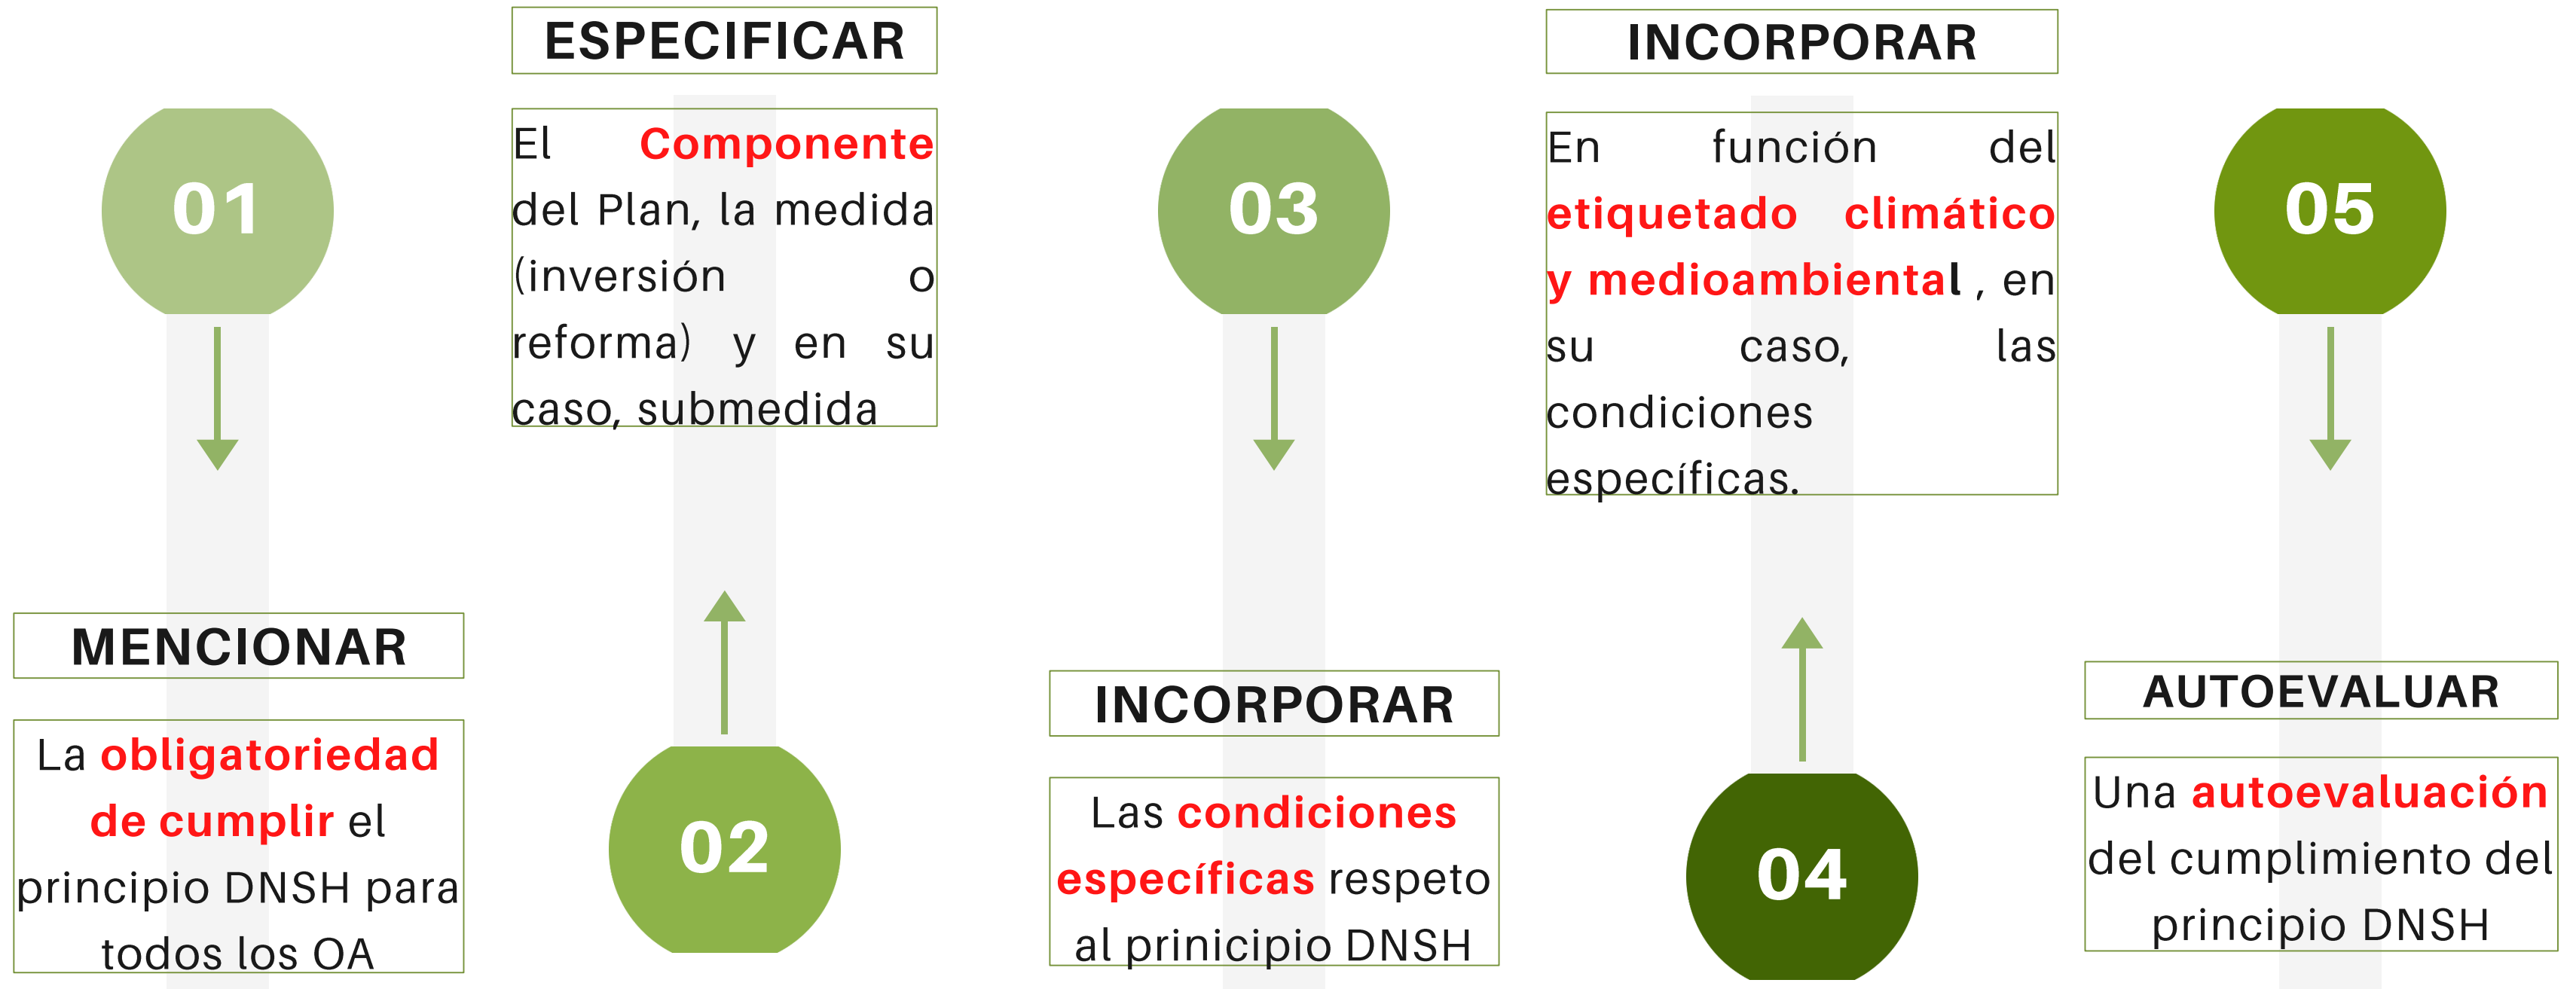 01
MENCIONAR
La obligatoriedad
de cumplir el
principio DNSH para
todos los OA
ESPECIFICAR
El Componente
del Plan, la medida
(inversión o
reforma) y en su
caso, submedida
02
03
INCORPORAR
Las condiciones
específicas respeto
al prinicipio DNSH
INCORPORAR
En función del
etiquetado climático
y medioambiental , en
su caso, las
condiciones
específicas.
04
05
AUTOEVALUAR
Una autoevaluación
del cumplimiento del
principio DNSH